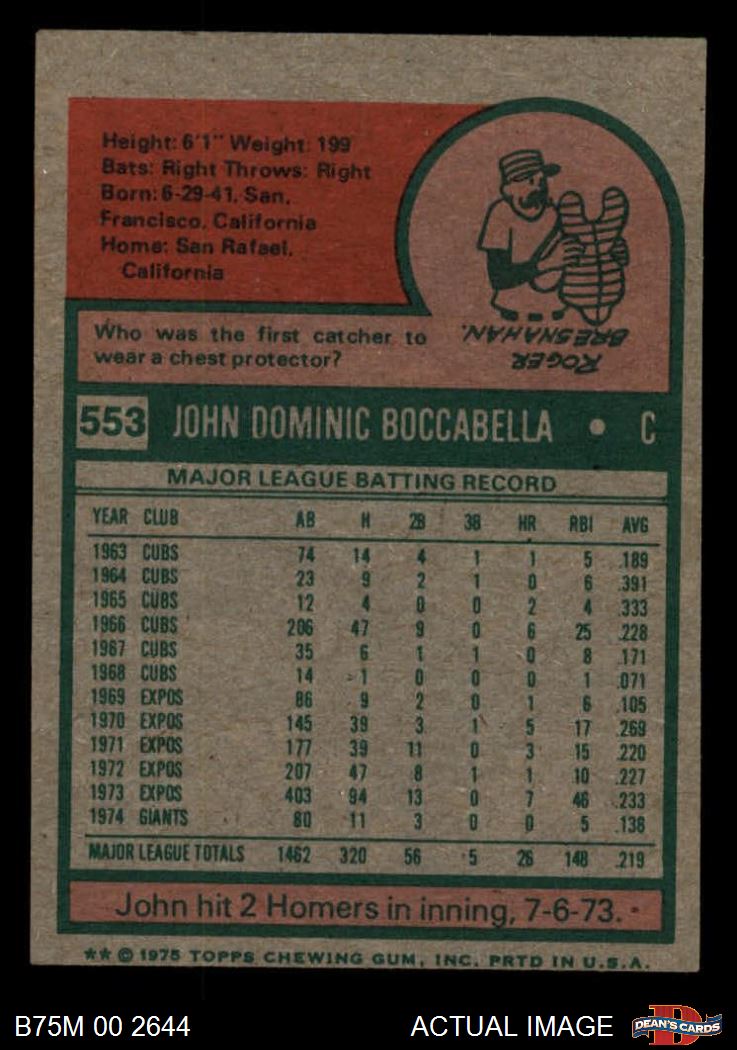 Height: 6'1" Weight: 199
Bats: Right Throws: Right
Born: 6-29-41, San.
Francisco, California
Home: San Rafael,
California
Who was the first catcher to
wear a chest protector?
ROGER
BRESNAHAN.
553 JOHN DOMINIC BOCCABELLA • C
MAJOR LEAGUE BATTING RECORD
YEAR CLUB AB H 2B 3B HR RBI AVG
1963 CUBS 74 14 4 1 1 5 .189
1964 CUBS 23 9 2 1 0 6 .391
1965 CUBS 12 4 0 0 2 4 .333
1966 CUBS 206 47 9 0 6 25 .228
1967 CUBS 35 6 1 1 0 8 .171
1968 CUBS 14 1 0 0 0 1 .071
1969 EXPOS 86 9 2 0 1 6 .105
1970 EXPOS 145 39 3 1 5 17 .269
1971 EXPOS 177 39 11 0 3 15 .220
1972 EXPOS 207 47 8 1 1 10 .227
1973 EXPOS 403 94 13 0 7 46 .233
1974 GIANTS 80 11 3 0 0 5 .138
MAJOR LEAGUE TOTALS 1462 320 56 5 26 148 .219
John hit 2 Homers in inning, 7-6-73.
** © 1975 TOPPS CHEWING GUM, INC. PRTD IN U.S.A.
B75M 00 2644
ACTUAL IMAGE
DEAN'S CARDS